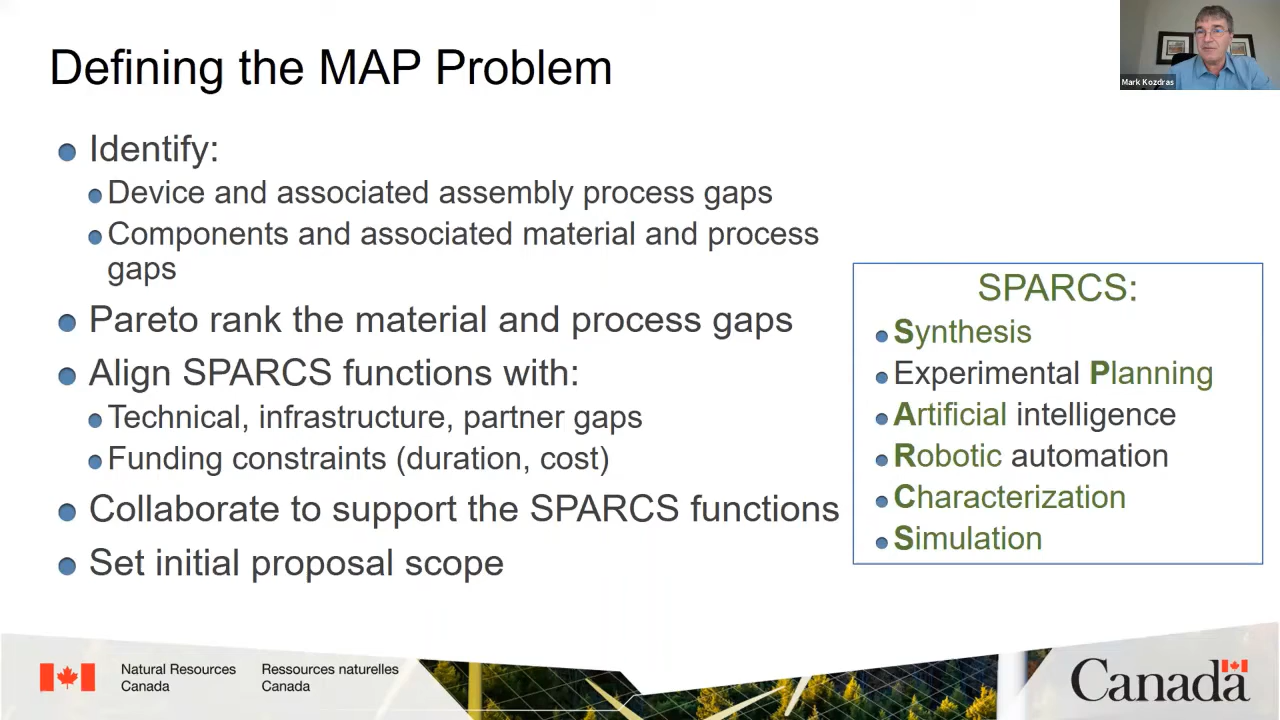 Defining the MAP Problem
Mark Kozdras
Identify:
Device and associated assembly process gaps
Components and associated material and process
gaps
Pareto rank the material and process gaps
Align SPARCS functions with:
Technical, infrastructure, partner gaps
Funding constraints (duration, cost)
Collaborate to support the SPARCS functions
Set initial proposal scope
SPARCS:
Synthesis
Experimental Planning
Artificial intelligence
Robotic automation
Characterization
Simulation
Natural Resources
Canada
Ressources naturelles
Canada
Canada